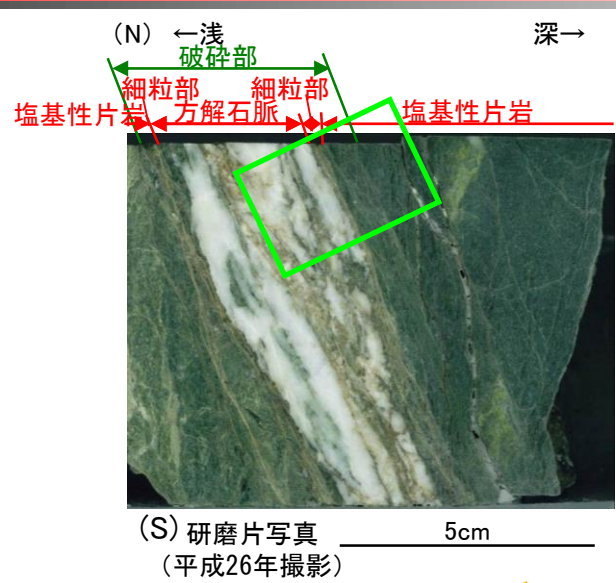 (N) ←浅 深→
破砕部
細粒部 細粒部
塩基性片岩 方解石脈 塩基性片岩
(S) 研磨片写真 5cm
(平成26年撮影)